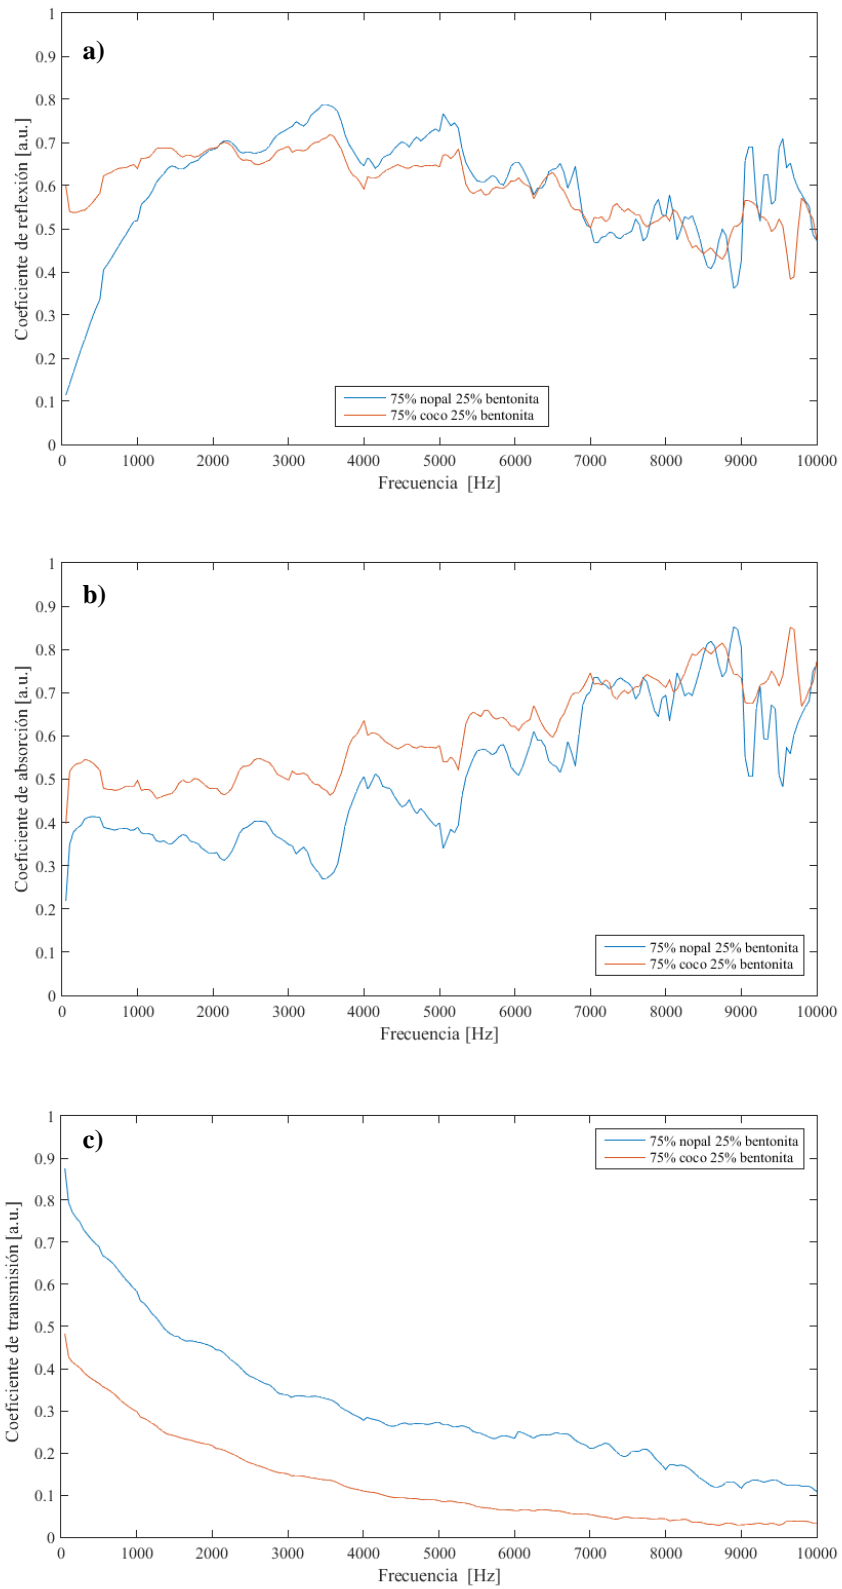 a)
1
0.9
0.8
0.7
0.6
0.5
0.4
0.3
0.2
0.1
0
Coeficiente de reflexión [a.u.]
75% nopal 25% bentonita
75% coco 25% bentonita
0 1000 2000 3000 4000 5000 6000 7000 8000 9000 10000
Frecuencia [Hz]
b)
1
0.9
0.8
0.7
0.6
0.5
0.4
0.3
0.2
0.1
0
Coeficiente de absorción [a.u.]
75% nopal 25% bentonita
75% coco 25% bentonita
0 1000 2000 3000 4000 5000 6000 7000 8000 9000 10000
Frecuencia [Hz]
c)
1
0.9
0.8
0.7
0.6
0.5
0.4
0.3
0.2
0.1
0
Coeficiente de transmisión [a.u.]
75% nopal 25% bentonita
75% coco 25% bentonita
0 1000 2000 3000 4000 5000 6000 7000 8000 9000 10000
Frecuencia [Hz]